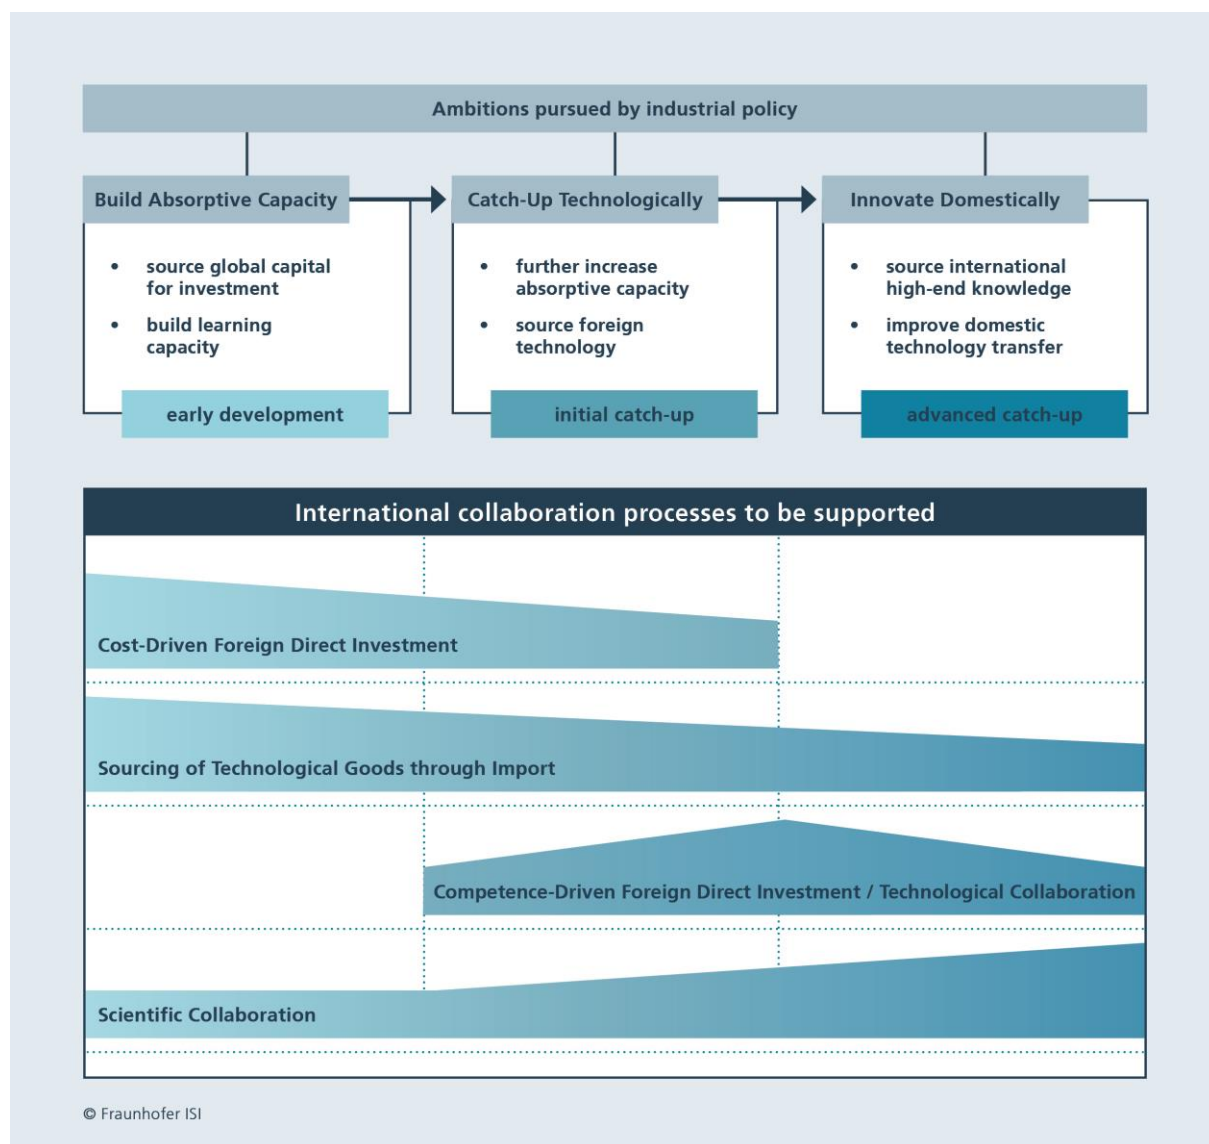 Ambitions pursued by industrial policy
Build Absorptive Capacity
• source global capital
for investment
• build learning
capacity
early development
Catch-Up Technologically
• further increase
absorptive capacity
• source foreign
technology
initial catch-up
Innovate Domestically
• source international
high-end knowledge
• improve domestic
technology transfer
advanced catch-up
International collaboration processes to be supported
Cost-Driven Foreign Direct Investment
Sourcing of Technological Goods through Import
Competence-Driven Foreign Direct Investment / Technological Collaboration
Scientific Collaboration
© Fraunhofer ISI